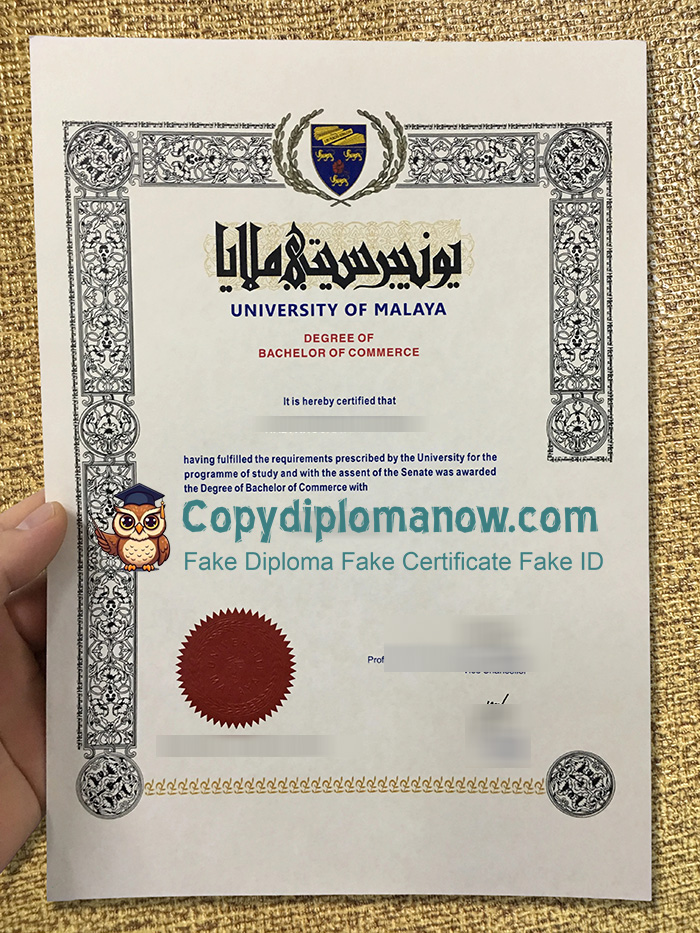 يونيۏرسيتي ملايا
UNIVERSITY OF MALAYA
DEGREE OF
BACHELOR OF COMMERCE
It is hereby certified that
having fulfilled the requirements prescribed by the University for the
programme of study and with the assent of the Senate was awarded
the Degree of Bachelor of Commerce with
Copydiplomanow.com
Fake Diploma Fake Certificate Fake ID
Prof
Vice Chancellor